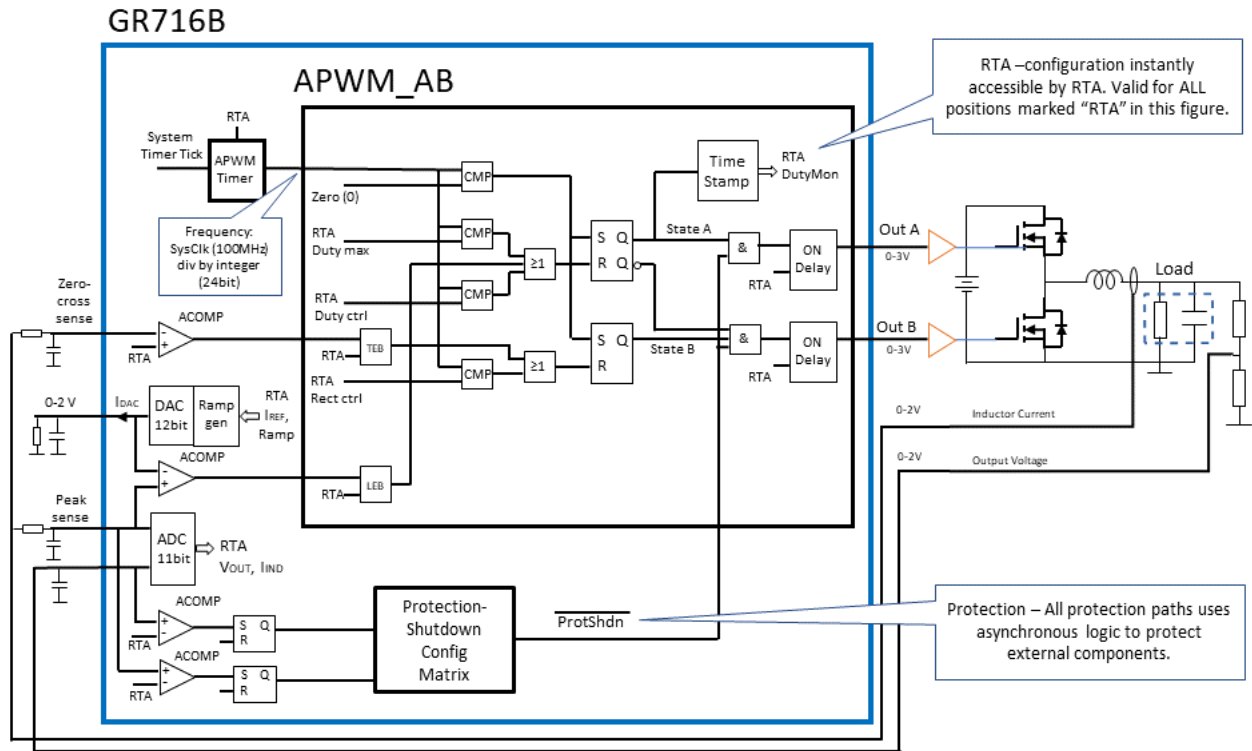 GR716B
APWM_AB
RTA –configuration instantly
accessible by RTA. Valid for ALL
positions marked “RTA” in this figure.
RTA
System
Timer Tick
APWM
Timer
CMP
Zero (0)
Time
Stamp
RTA
DutyMon
Frequency:
SysClk (100MHz)
div by integer
(24bit)
RTA
Duty max
CMP
≥1
S Q
R Q
State A
&
ON
Delay
RTA
Out A
0-3V
RTA
Duty ctrl
CMP
Zero-
cross
sense
ACOMP
-
+
RTA
TEB
RTA
CMP
≥1
RTA
Rect ctrl
S Q
R
State B
&
ON
Delay
RTA
Out B
0-3V
Load
0-2 V
IDAC
DAC
12bit
Ramp
gen
RTA
IREF,
Ramp
ACOMP
-
+
LEB
RTA
0-2V
Inductor Current
0-2V
Output Voltage
Peak
sense
ADC
11bit
RTA
VOUT, IIND
ACOMP
+
-
RTA
S Q
R
ACOMP
+
-
RTA
S Q
R
Protection-
Shutdown
Config
Matrix
ProtShdn
Protection – All protection paths uses
asynchronous logic to protect
external components.